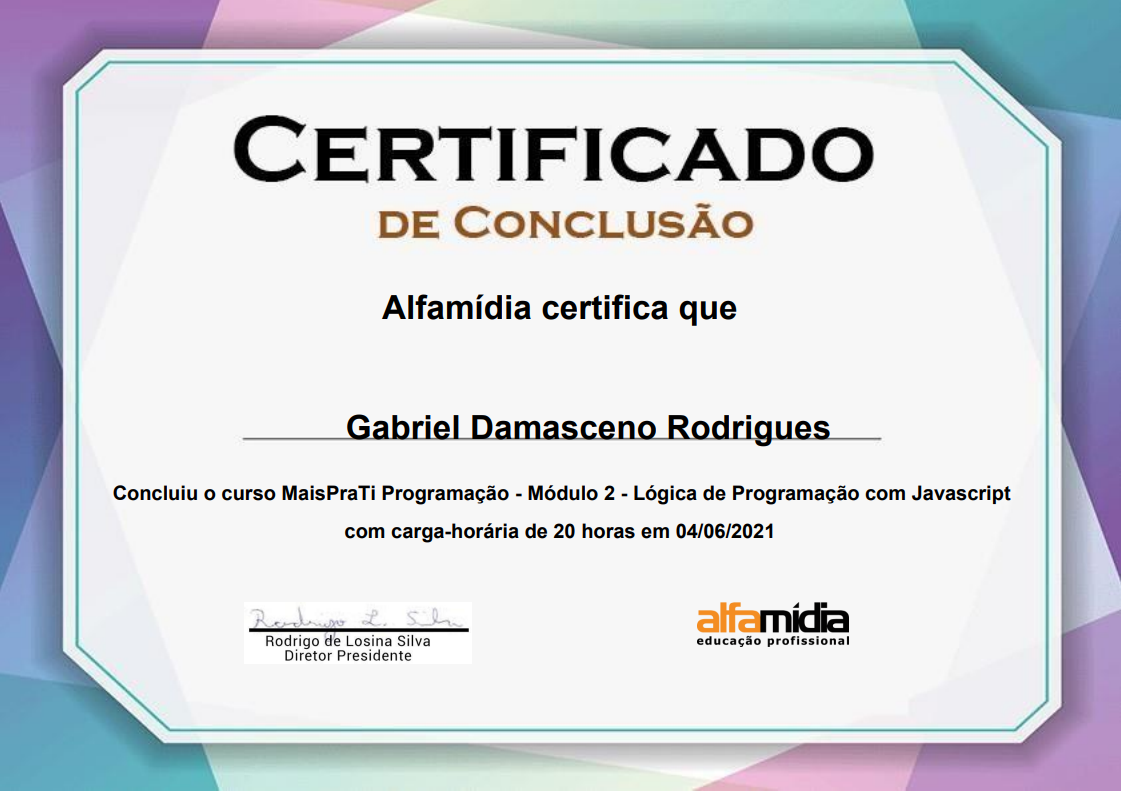 CERTIFICADO
DE CONCLUSÃO
Alfamídia certifica que
Gabriel Damasceno Rodrigues
Concluiu o curso MaisPraTi Programação - Módulo 2 - Lógica de Programação com Javascript
com carga-horária de 20 horas em 04/06/2021
Rodrigo L. Silva
Rodrigo de Losina Silva
Diretor Presidente
alfamídia
educação profissional